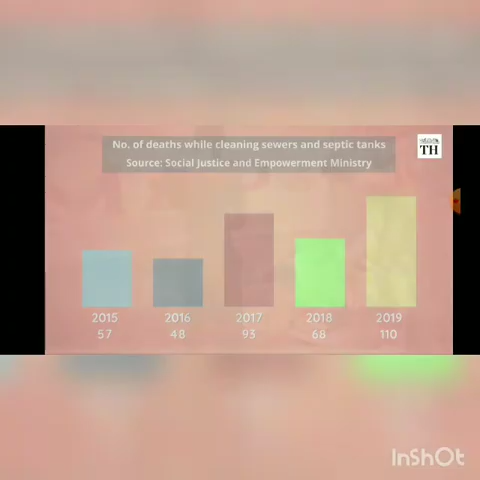 No. of deaths while cleaning sewers and septic tanks
Source: Social Justice and Empowerment Ministry
TH
2015 2016 2017 2018 2019
57 48 93 68 110
InShOt